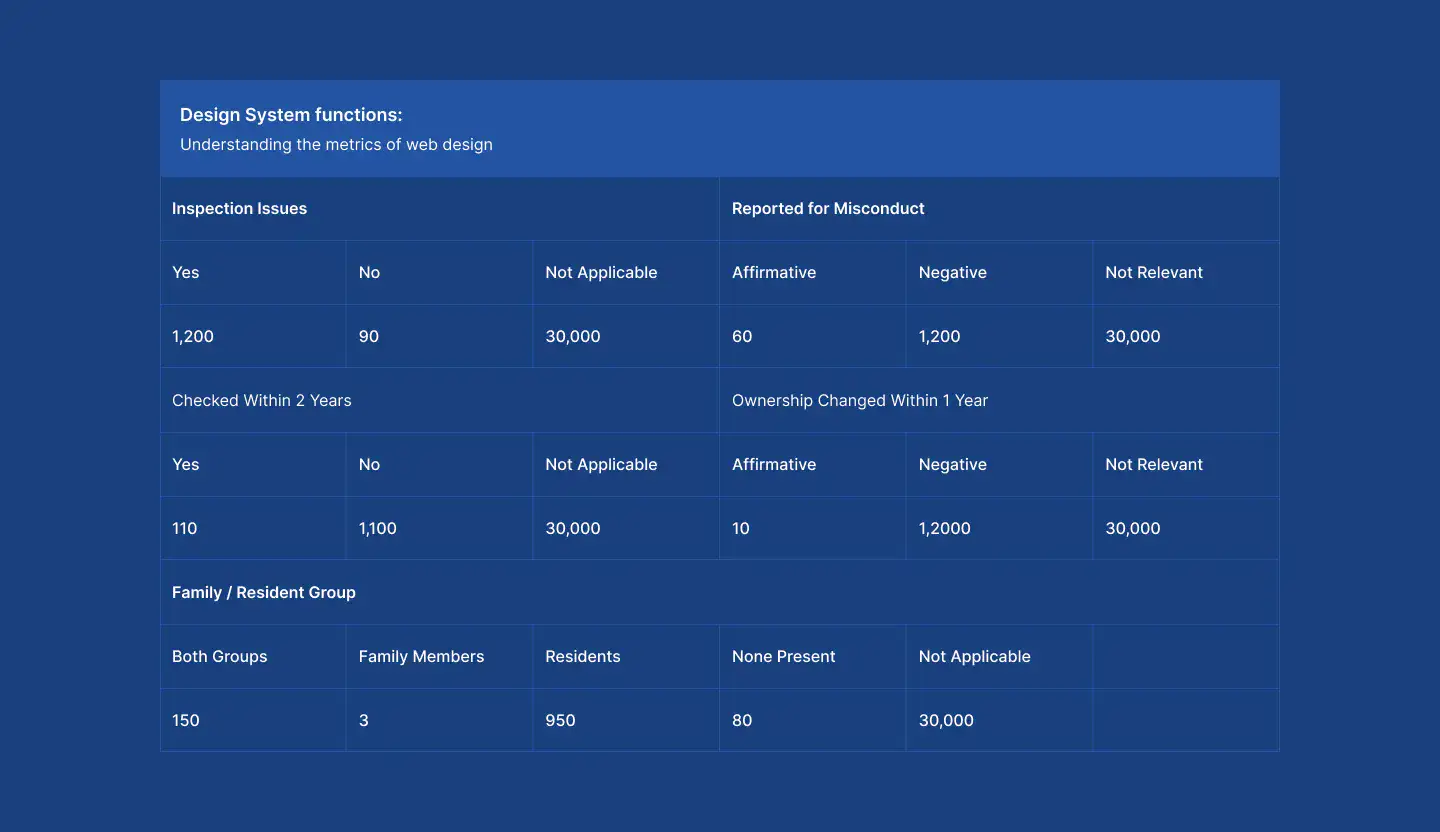 Design System functions:
Understanding the metrics of web design
Inspection Issues Reported for Misconduct
Yes No Not Applicable Affirmative Negative Not Relevant
1,200 90 30,000 60 1,200 30,000
Checked Within 2 Years Ownership Changed Within 1 Year
Yes No Not Applicable Affirmative Negative Not Relevant
110 1,100 30,000 10 1,2000 30,000
Family / Resident Group
Both Groups Family Members Residents None Present Not Applicable
150 3 950 80 30,000